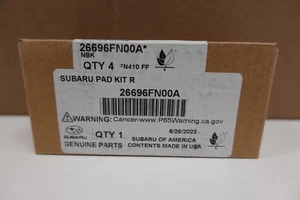 26696FN00A*
NBK
QTY 4 FN410 FF
SUBARU PAD KIT R
26696FN00A
WARNING: Cancer-www.P65Warning.ca.gov
6/26/2023
SUBARU QTY 1 SUBARU OF AMERICA
GENUINE PARTS CONTENTS MADE IN USA